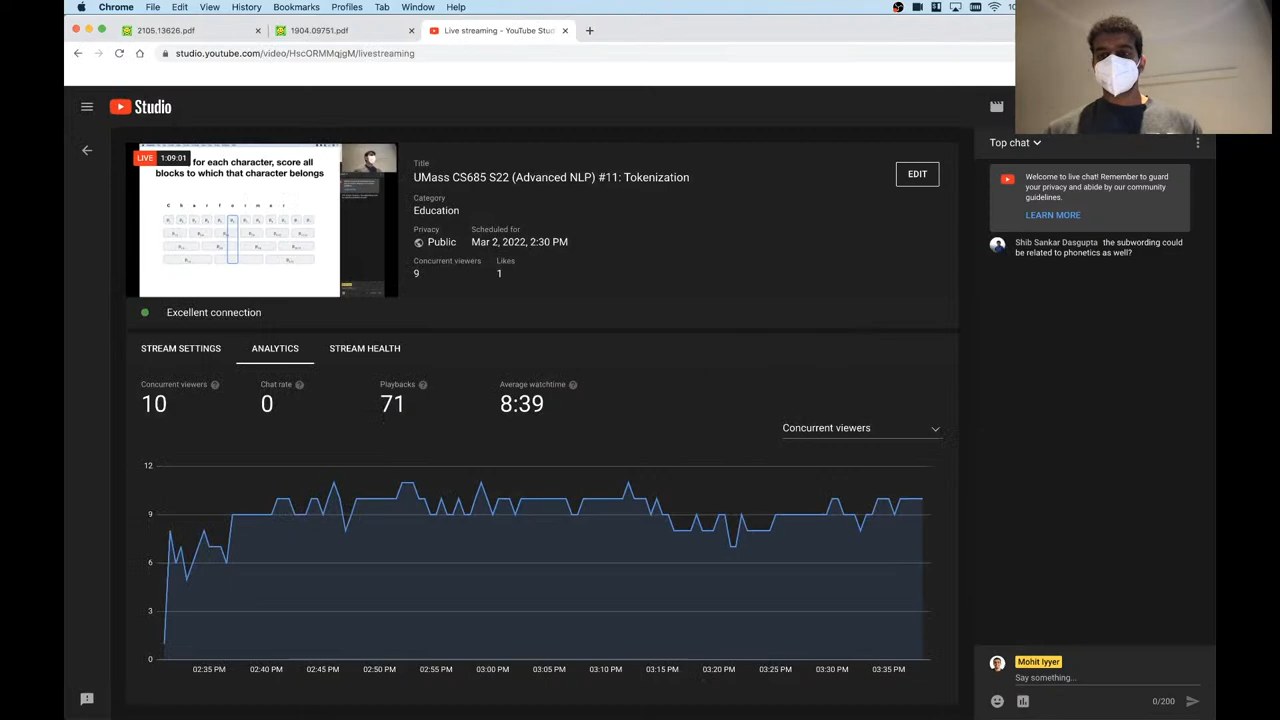 Chrome File Edit View History Bookmarks Profiles Tab Window Help
2105.13626.pdf
1904.09751.pdf
Live streaming - YouTube Stud
studio.youtube.com/video/HscORMMqjgM/livestreaming
Studio
LIVE 1:09:01
for each character, score all
blocks to which that character belongs
C h a r f o r m e r
Title
UMass CS685 S22 (Advanced NLP) #11: Tokenization
EDIT
Category
Education
Privacy
Public
Scheduled for
Mar 2, 2022, 2:30 PM
Concurrent viewers
9
Likes
1
Excellent connection
STREAM SETTINGS ANALYTICS STREAM HEALTH
Concurrent viewers
10
Chat rate
0
Playbacks
71
Average watchtime
8:39
Concurrent viewers
12
9
6
3
0
02:35 PM 02:40 PM 02:45 PM 02:50 PM 02:55 PM 03:00 PM 03:05 PM 03:10 PM 03:15 PM 03:20 PM 03:25 PM 03:30 PM 03:35 PM
Top chat
Welcome to live chat! Remember to guard
your privacy and abide by our community
guidelines.
LEARN MORE
Shib Sankar Dasgupta the subwording could
be related to phonetics as well?
Mohit Iyyer
Say something...
0/200